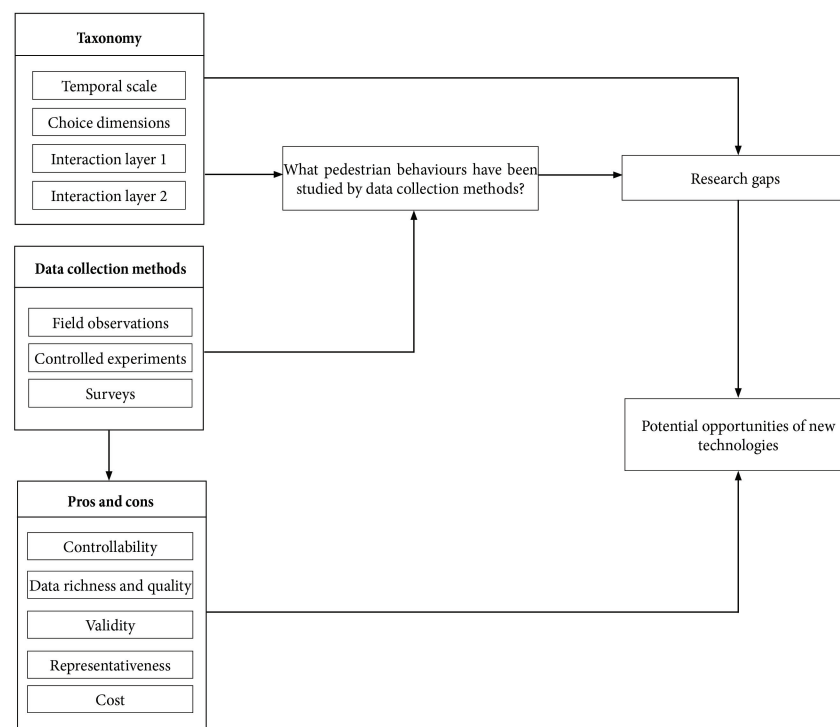 Taxonomy
Temporal scale
Choice dimensions
Interaction layer 1
Interaction layer 2
What pedestrian behaviours have been
studied by data collection methods?
Research gaps
Data collection methods
Field observations
Controlled experiments
Surveys
Potential opportunities of new
technologies
Pros and cons
Controllability
Data richness and quality
Validity
Representativeness
Cost